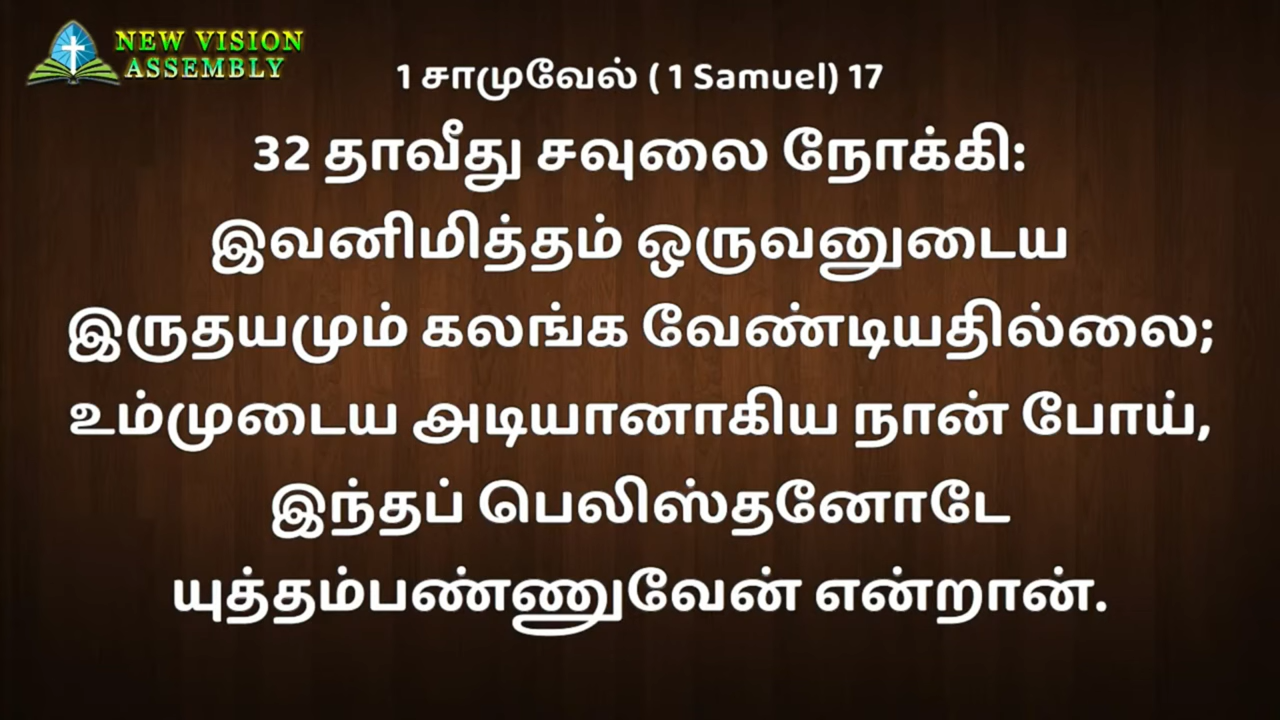 NEW VISION
ASSEMBLY
1 சாமுவேல் ( 1 Samuel) 17
32 தாவீது சவுலை நோக்கி:
இவனிமித்தம் ஒருவனுடைய
இருதயமும் கலங்க வேண்டியதில்லை;
உம்முடைய அடியானாகிய நான் போய்,
இந்தப் பெலிஸ்தனோடே
யுத்தம்பண்ணுவேன் என்றான்.